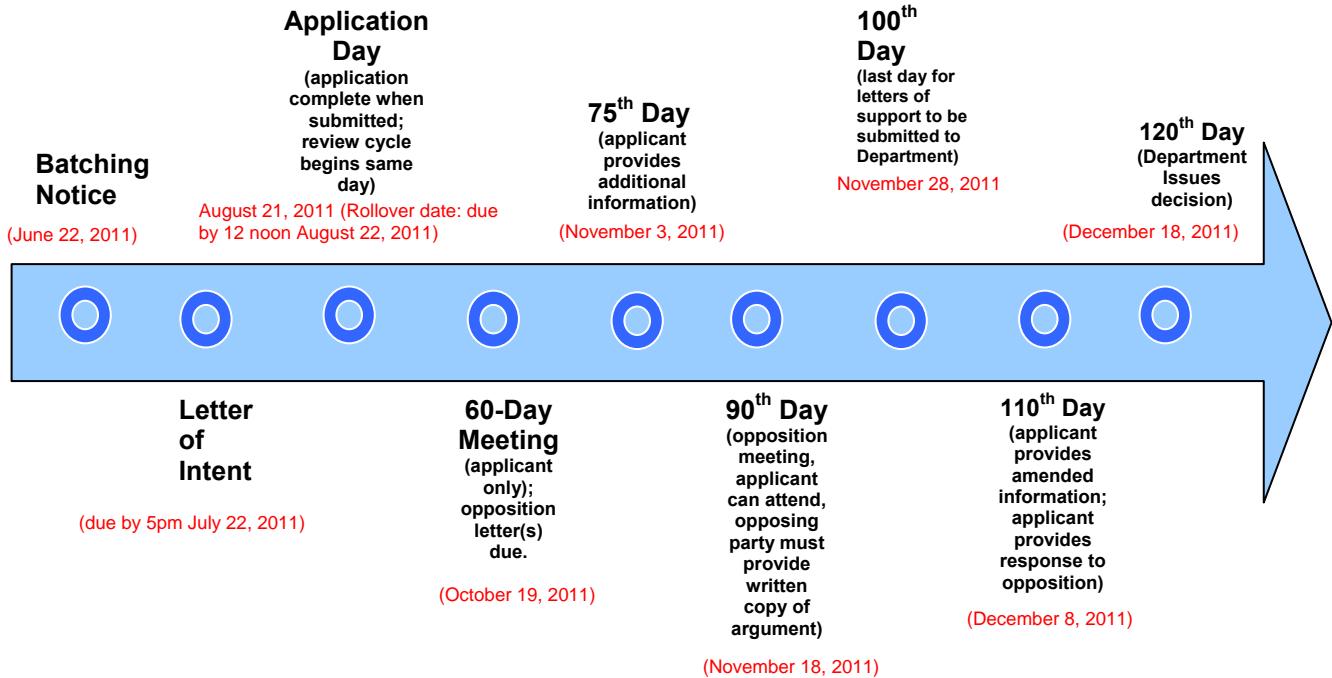 Batching
Notice
(June 22, 2011)
Letter
of
Intent
(due by 5pm July 22, 2011)
Application
Day
(application
complete when
submitted;
review cycle
begins same
day)
August 21, 2011 (Rollover date: due
by 12 noon August 22, 2011)
60-Day
Meeting
(applicant
only);
opposition
letter(s)
due.
(October 19, 2011)
75th Day
(applicant
provides
additional
information)
(November 3, 2011)
90th Day
(opposition
meeting,
applicant
can attend,
opposing
party must
provide
written
copy of
argument)
(November 18, 2011)
100th
Day
(last day for
letters of
support to be
submitted to
Department)
November 28, 2011
110th Day
(applicant
provides
amended
information;
applicant
provides
response to
opposition)
(December 8, 2011)
120th Day
(Department
Issues
decision)
(December 18, 2011)